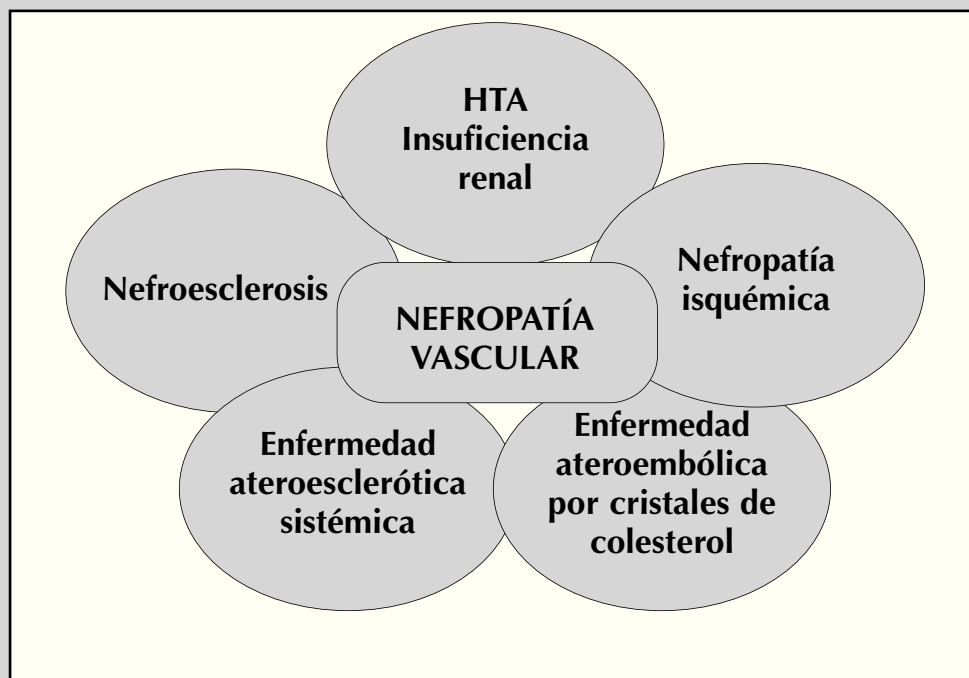 HTA
Insuficiencia
renal
Nefroesclerosis
Nefropatía
isquémica
NEFROPATÍA
VASCULAR
Enfermedad
ateroesclerótica
sistémica
Enfermedad
ateroembólica
por cristales de
colesterol